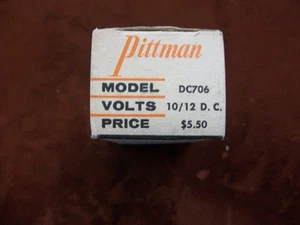 Pittman
MODEL DC706
VOLTS 10/12 D.C.
PRICE $5.50